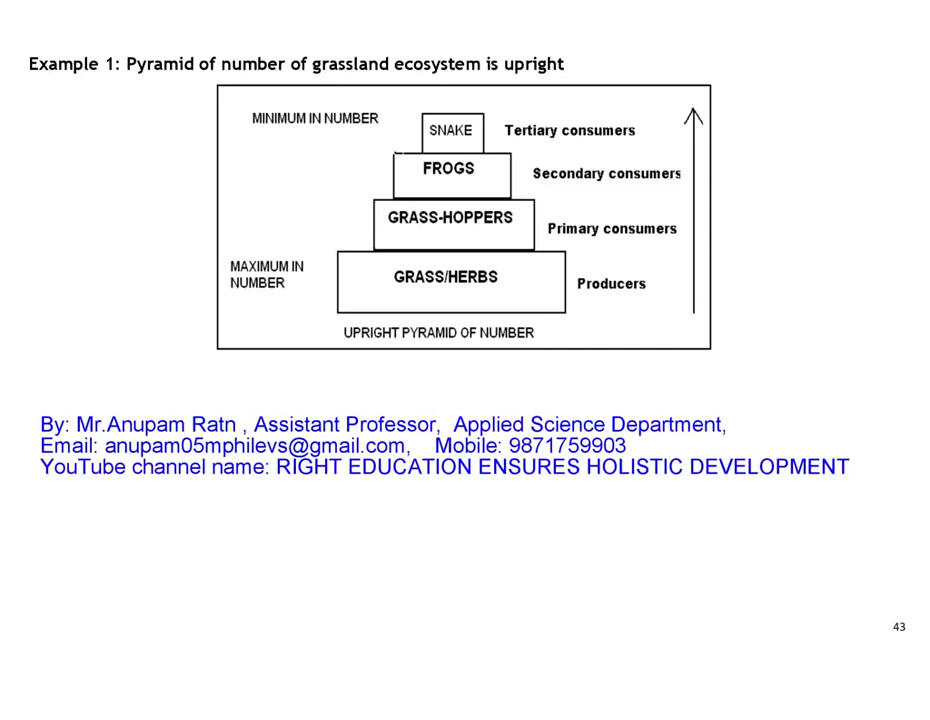 Example 1: Pyramid of number of grassland ecosystem is upright
MINIMUM IN NUMBER
SNAKE
Tertiary consumers
FROGS
Secondary consumers
GRASS-HOPPERS
Primary consumers
MAXIMUM IN
NUMBER
GRASS/HERBS
Producers
UPRIGHT PYRAMID OF NUMBER
By: Mr.Anupam Ratn , Assistant Professor,  Applied Science Department,
Email: anupam05mphilevs@gmail.com,    Mobile: 9871759903
YouTube channel name: RIGHT EDUCATION ENSURES HOLISTIC DEVELOPMENT
43